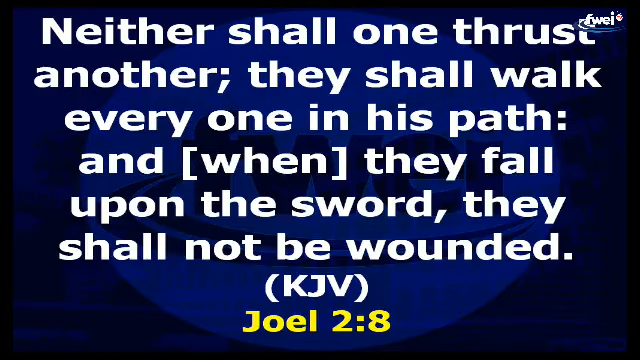 fwei
Neither shall one thrust
another; they shall walk
every one in his path:
and [when] they fall
upon the sword, they
shall not be wounded.
(KJV)
Joel 2:8